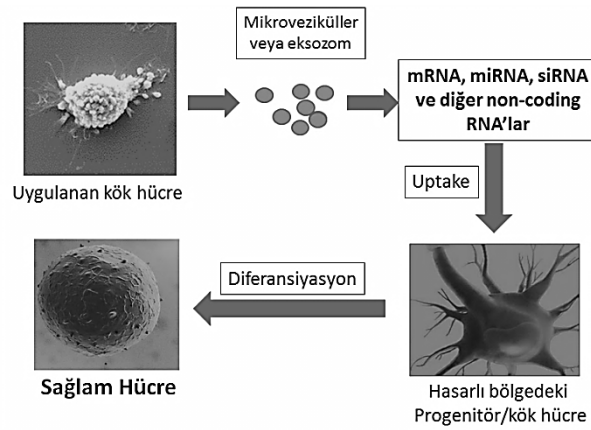 Mikroveziküller
veya eksozom
mRNA, miRNA, siRNA
ve diğer non-coding
RNA’lar
Uygulanan kök hücre
Uptake
Diferansiyasyon
Sağlam Hücre
Hasarlı bölgedeki
Progenitör/kök hücre